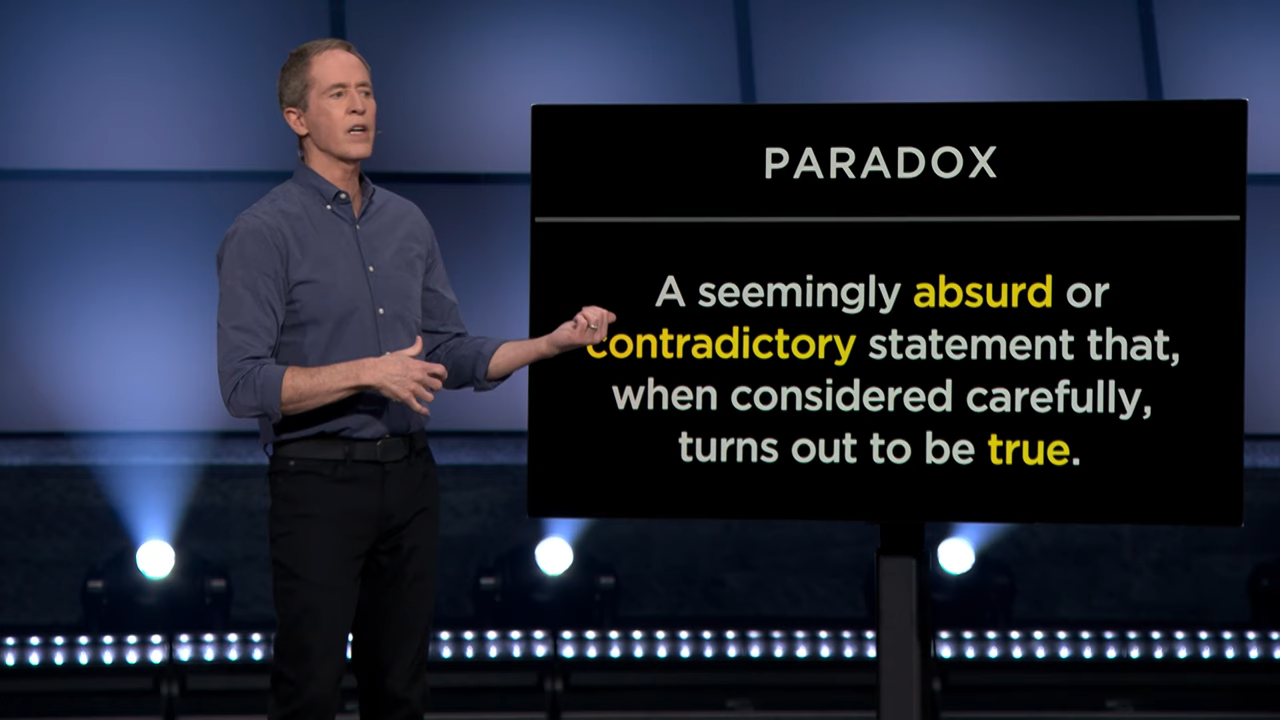 PARADOX
A seemingly absurd or
contradictory statement that,
when considered carefully,
turns out to be true.